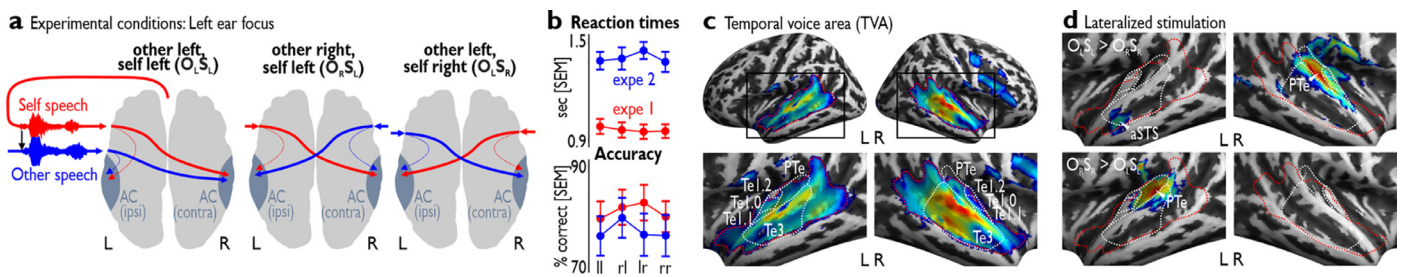 a Experimental conditions: Left ear focus
other left,
self left (OLSL)
other right,
self left (ORSL)
other left,
self right (OLSR)
Self speech
Other speech
AC
(ipsi)
AC
(contra)
AC
(ipsi)
AC
(contra)
AC
(ipsi)
AC
(contra)
L R
L R
L R
b Reaction times
1.5
sec [SEM]
expe 2
expe 1
0.9
Accuracy
90
% correct [SEM]
70
ll rl lr rr
c Temporal voice area (TVA)
L R
PTe
Te1.2
Te1.0
Te1.1
Te3
PTe
Te1.2
Te1.0
Te1.1
Te3
L R
d Lateralized stimulation
OLSL > ORSR
aSTS
PTe
ORSR > OLSL
PTe
L R